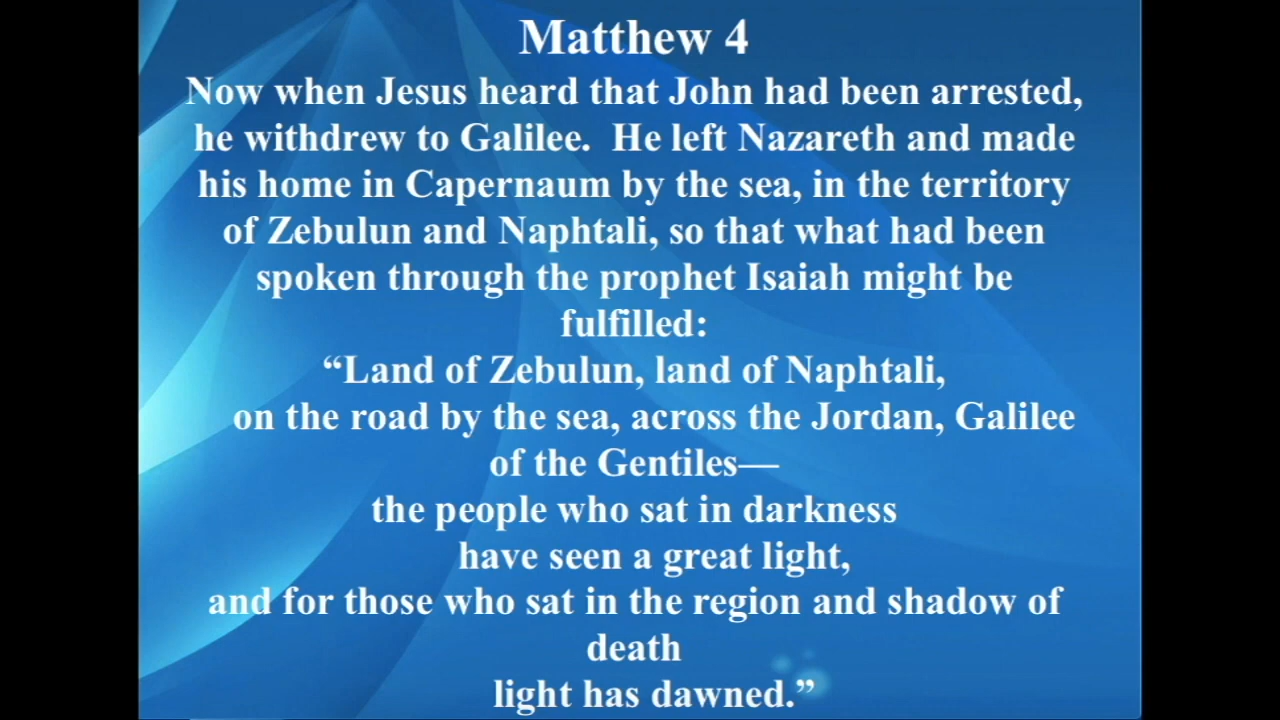 Matthew 4
Now when Jesus heard that John had been arrested,
he withdrew to Galilee.  He left Nazareth and made
his home in Capernaum by the sea, in the territory
of Zebulun and Naphtali, so that what had been
spoken through the prophet Isaiah might be
fulfilled:
“Land of Zebulun, land of Naphtali,
on the road by the sea, across the Jordan, Galilee
of the Gentiles—
the people who sat in darkness
have seen a great light,
and for those who sat in the region and shadow of
death
light has dawned.”